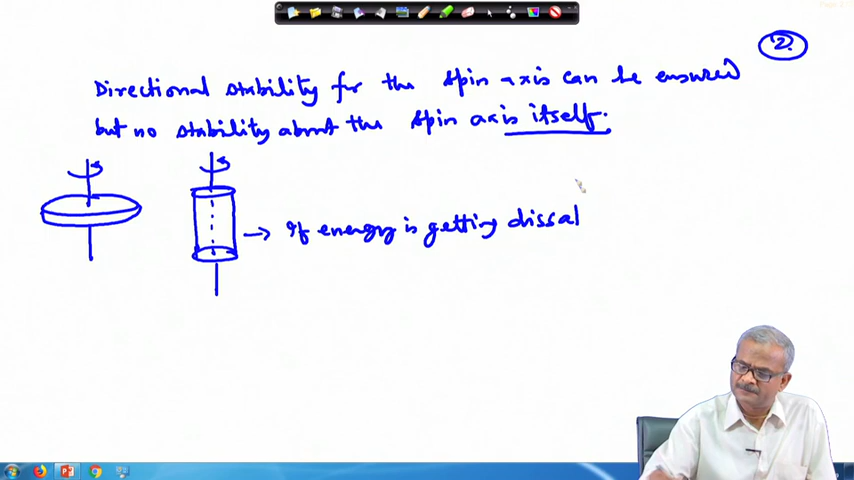 2.
Directional stability for the spin axis can be ensured
but no stability about the spin axis itself.
→ If energy is getting dissal